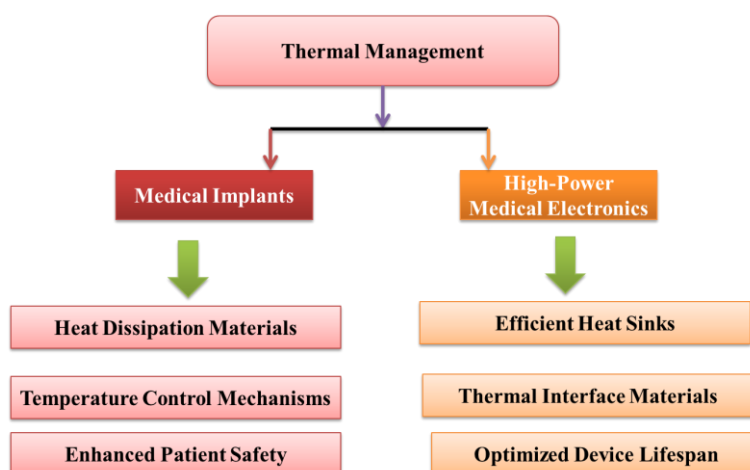 Thermal Management
Medical Implants
High-Power
Medical Electronics
Heat Dissipation Materials
Efficient Heat Sinks
Temperature Control Mechanisms
Thermal Interface Materials
Enhanced Patient Safety
Optimized Device Lifespan